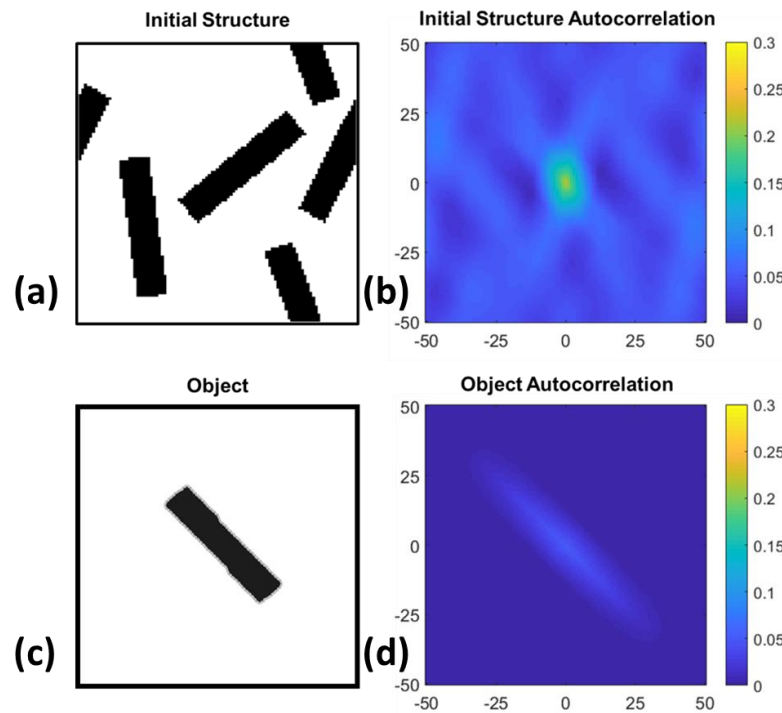 Initial Structure
(a)
Initial Structure Autocorrelation
50
25
0
-25
-50
-50 -25 0 25 50
0.3
0.25
0.2
0.15
0.1
0.05
0
(b)
Object
(c)
Object Autocorrelation
50
25
0
-25
-50
-50 -25 0 25 50
0.3
0.25
0.2
0.15
0.1
0.05
0
(d)